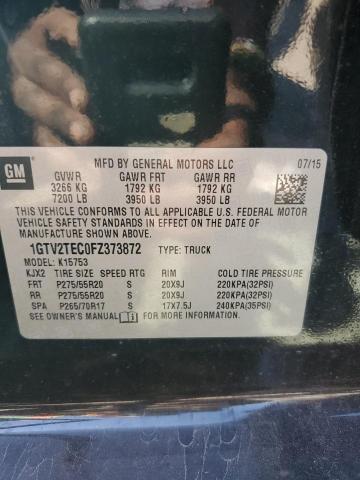 GM
MFD BY GENERAL MOTORS LLC 07/15
GVWR GAWR FRT GAWR RR
3266 KG 1792 KG 1792 KG
7200 LB 3950 LB 3950 LB
THIS VEHICLE CONFORMS TO ALL APPLICABLE U.S. FEDERAL MOTOR
VEHICLE SAFETY STANDARDS IN EFFECT ON THE DATE OF
MANUFACTURE SHOWN ABOVE.
1GTV2TEC0FZ373872 TYPE: TRUCK
MODEL: K15753
KJX2 TIRE SIZE SPEED RTG RIM COLD TIRE PRESSURE
FRT P275/55R20 S 20X9J 220KPA(32PSI)
RR P275/55R20 S 20X9J 220KPA(32PSI)
SPA P265/70R17 S 17X7.5J 240KPA(35PSI)
SEE OWNER'S MANUAL FOR